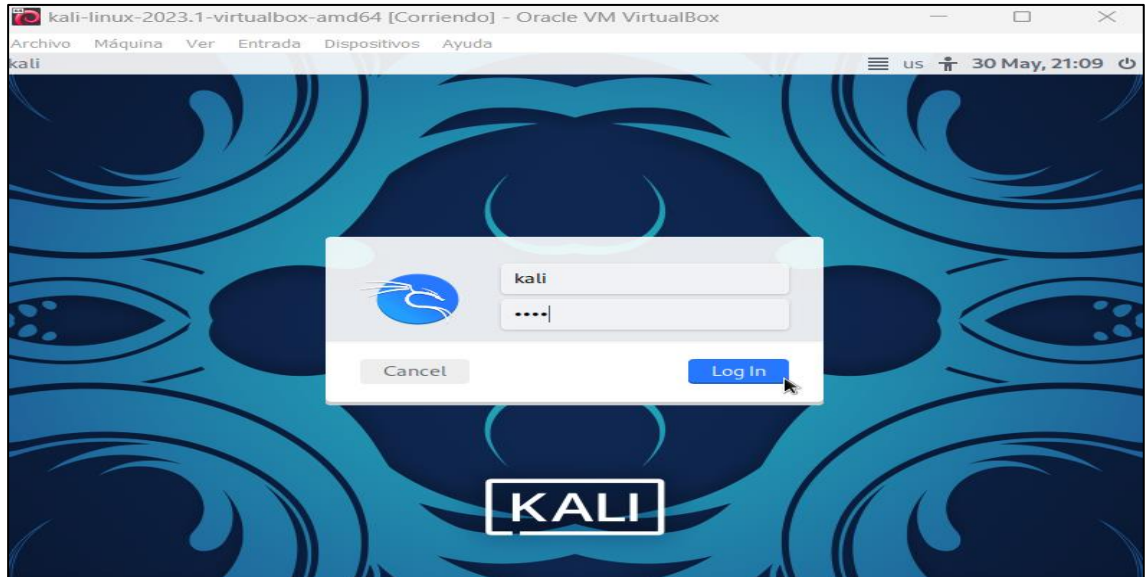 kali-linux-2023.1-virtualbox-amd64 [Corriendo] - Oracle VM VirtualBox
Archivo Máquina Ver Entrada Dispositivos Ayuda
kali us 30 May, 21:09
kali
••••
Cancel Log In
KALI